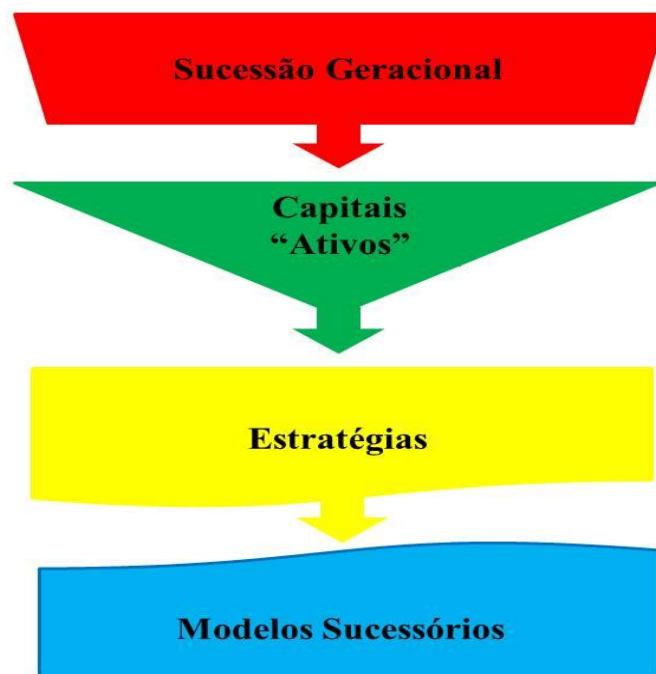 Sucessão Geracional
Capitais
“Ativos”
Estratégias
Modelos Sucessórios